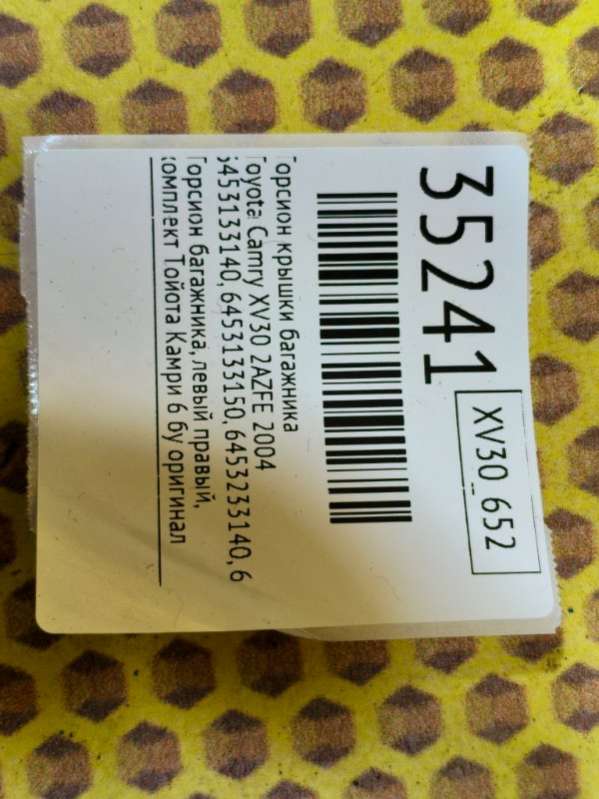 35241
XV30_652
Торсион крышки багажника
Toyota Camry XV30 2AZFE 2004
6453133140, 6453133150, 6453233140, 6
Торсион багажника, левый правый,
комплект Тойота Камри 6 бу оригинал